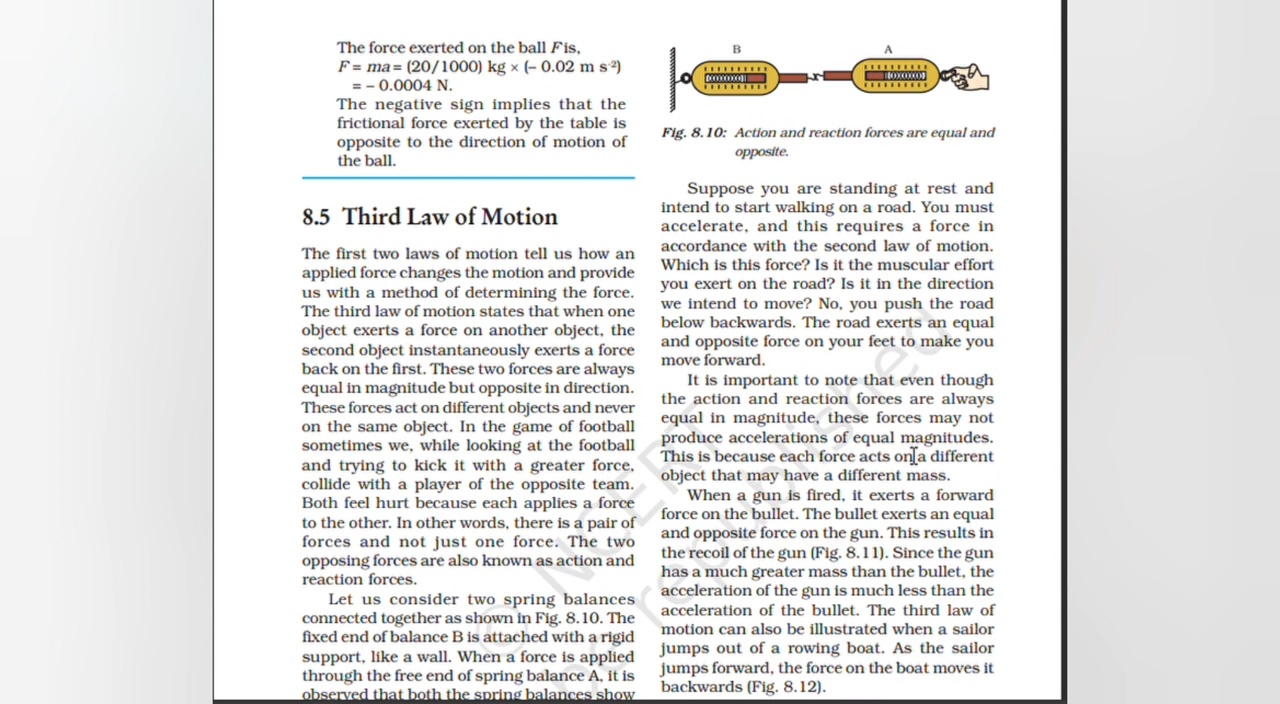 The force exerted on the ball F is,
F = ma = (20/1000) kg × (– 0.02 m s⁻²)
= – 0.0004 N.
The negative sign implies that the
frictional force exerted by the table is
opposite to the direction of motion of
the ball.
8.5 Third Law of Motion
The first two laws of motion tell us how an
applied force changes the motion and provide
us with a method of determining the force.
The third law of motion states that when one
object exerts a force on another object, the
second object instantaneously exerts a force
back on the first. These two forces are always
equal in magnitude but opposite in direction.
These forces act on different objects and never
on the same object. In the game of football
sometimes we, while looking at the football
and trying to kick it with a greater force,
collide with a player of the opposite team.
Both feel hurt because each applies a force
to the other. In other words, there is a pair of
forces and not just one force. The two
opposing forces are also known as action and
reaction forces.
Let us consider two spring balances
connected together as shown in Fig. 8.10. The
fixed end of balance B is attached with a rigid
support, like a wall. When a force is applied
through the free end of spring balance A, it is
observed that both the spring balances show
B A
Fig. 8.10: Action and reaction forces are equal and
opposite.
Suppose you are standing at rest and
intend to start walking on a road. You must
accelerate, and this requires a force in
accordance with the second law of motion.
Which is this force? Is it the muscular effort
you exert on the road? Is it in the direction
we intend to move? No, you push the road
below backwards. The road exerts an equal
and opposite force on your feet to make you
move forward.
It is important to note that even though
the action and reaction forces are always
equal in magnitude, these forces may not
produce accelerations of equal magnitudes.
This is because each force acts on a different
object that may have a different mass.
When a gun is fired, it exerts a forward
force on the bullet. The bullet exerts an equal
and opposite force on the gun. This results in
the recoil of the gun (Fig. 8.11). Since the gun
has a much greater mass than the bullet, the
acceleration of the gun is much less than the
acceleration of the bullet. The third law of
motion can also be illustrated when a sailor
jumps out of a rowing boat. As the sailor
jumps forward, the force on the boat moves it
backwards (Fig. 8.12).
© NCERT
be republished